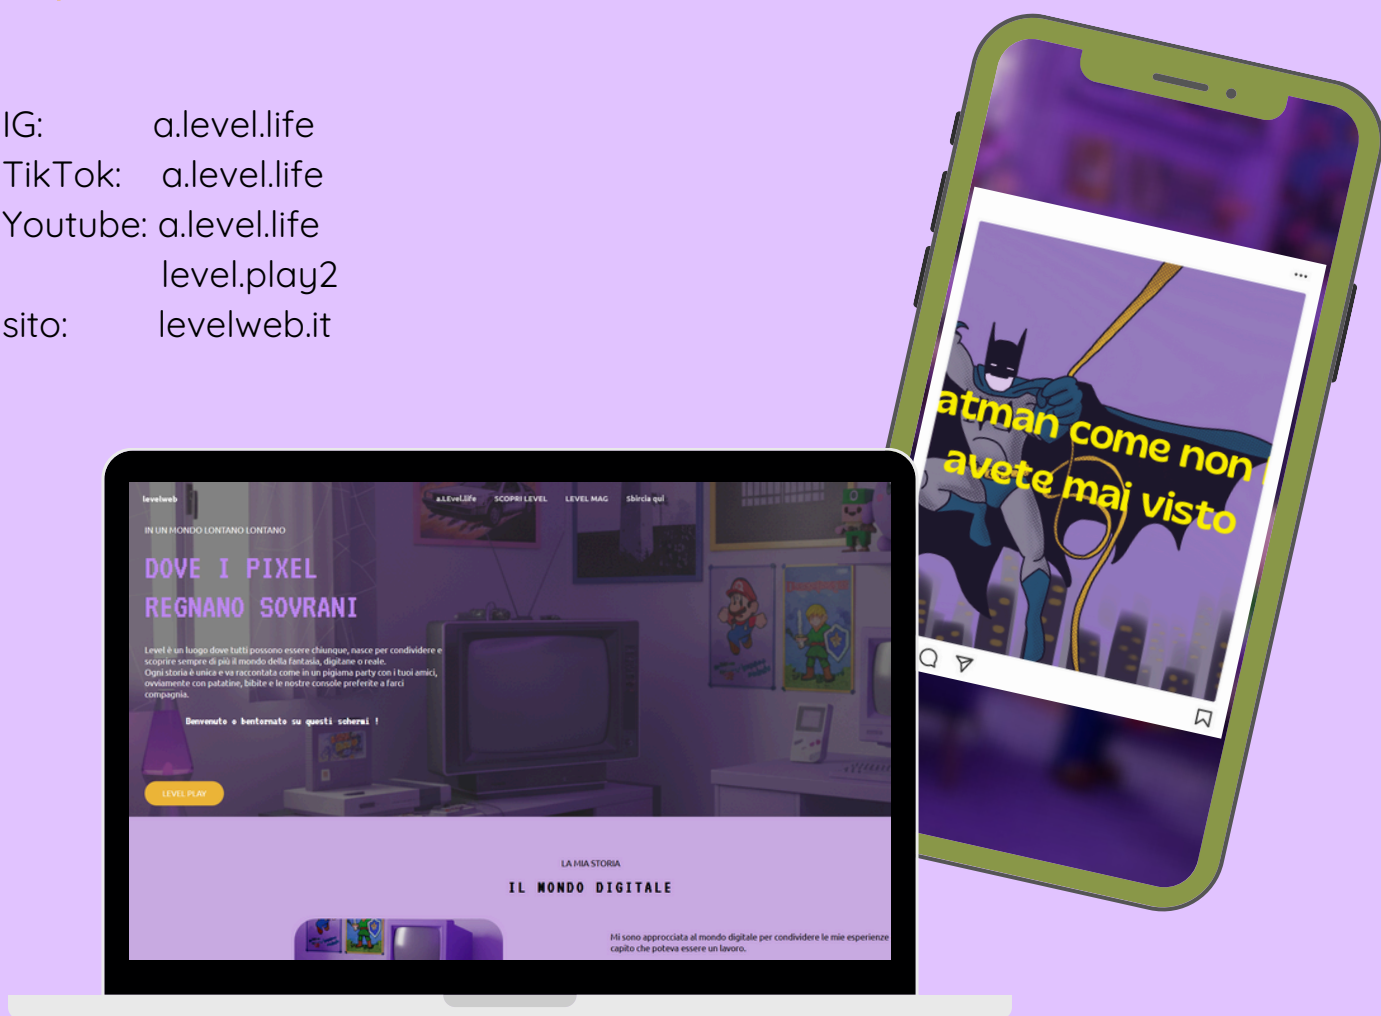 IG: a.level.life
TikTok: a.level.life
Youtube: a.level.life
level.play2
sito: levelweb.it
atman come non
avete mai visto
levelweb
a.LEvel.life SCOPRI LEVEL LEVEL MAG Sbircia qui
IN UN MONDO LONTANO LONTANO
DOVE I PIXEL
REGNANO SOVRANI
Level è un luogo dove tutti possono essere chiunque, nasce per condividere e
scoprire sempre di più il mondo della fantasia, digitane o reale.
Ogni storia è unica e va raccontata come in un pigiama party con i tuoi amici,
ovviamente con patatine, bibite e le nostre console preferite a farci
compagnia.
Benvenuto o bentornato su questi schermi !
LEVEL PLAY
LA MIA STORIA
IL MONDO DIGITALE
Mi sono approcciata al mondo digitale per condividere le mie esperienze
capito che poteva essere un lavoro.